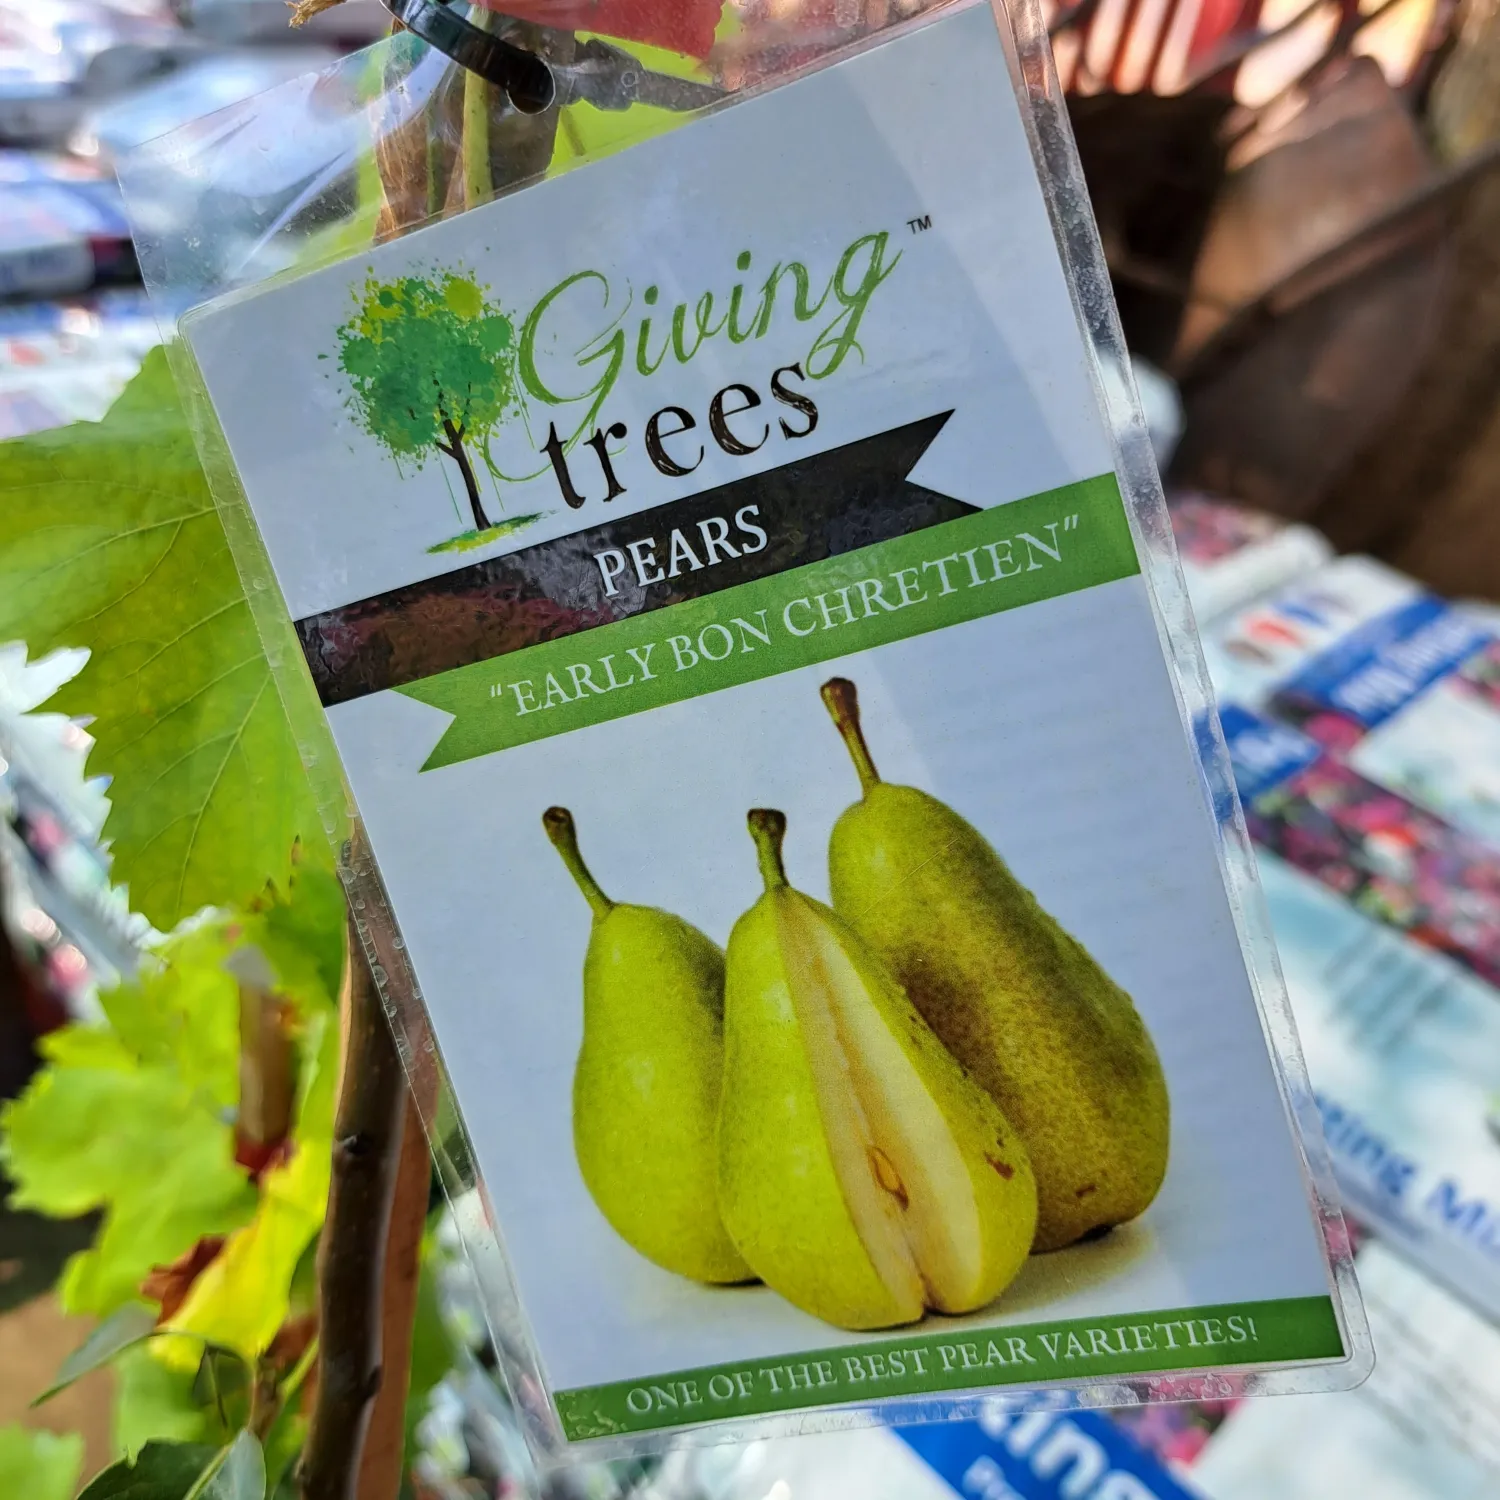 Giving™
trees
PEARS
"EARLY BON CHRETIEN"
ONE OF THE BEST PEAR VARIETIES!